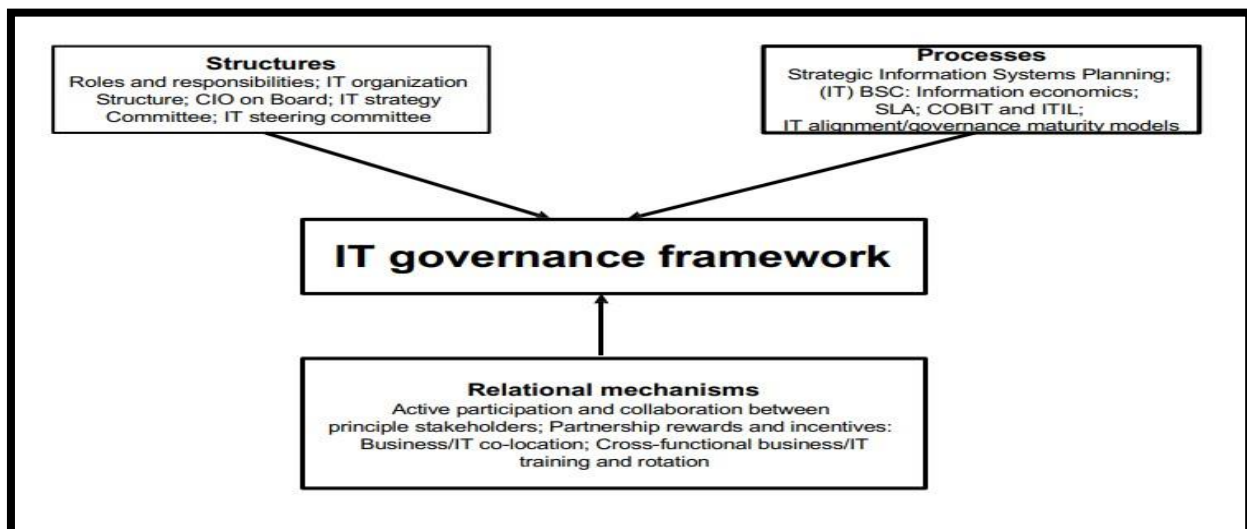 Structures
Roles and responsibilities; IT organization
Structure; CIO on Board; IT strategy
Committee; IT steering committee
Processes
Strategic Information Systems Planning;
(IT) BSC: Information economics;
SLA; COBIT and ITIL;
IT alignment/governance maturity models
IT governance framework
Relational mechanisms
Active participation and collaboration between
principle stakeholders; Partnership rewards and incentives:
Business/IT co-location; Cross-functional business/IT
training and rotation